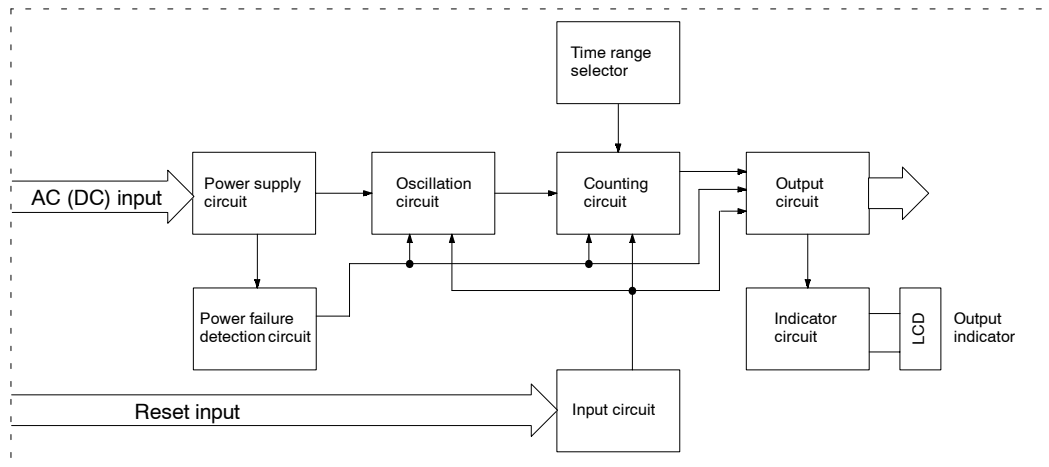 Time range
selector
AC (DC) input
Power supply
circuit
Oscillation
circuit
Counting
circuit
Output
circuit
Power failure
detection circuit
Indicator
circuit
LCD
Output
indicator
Reset input
Input circuit